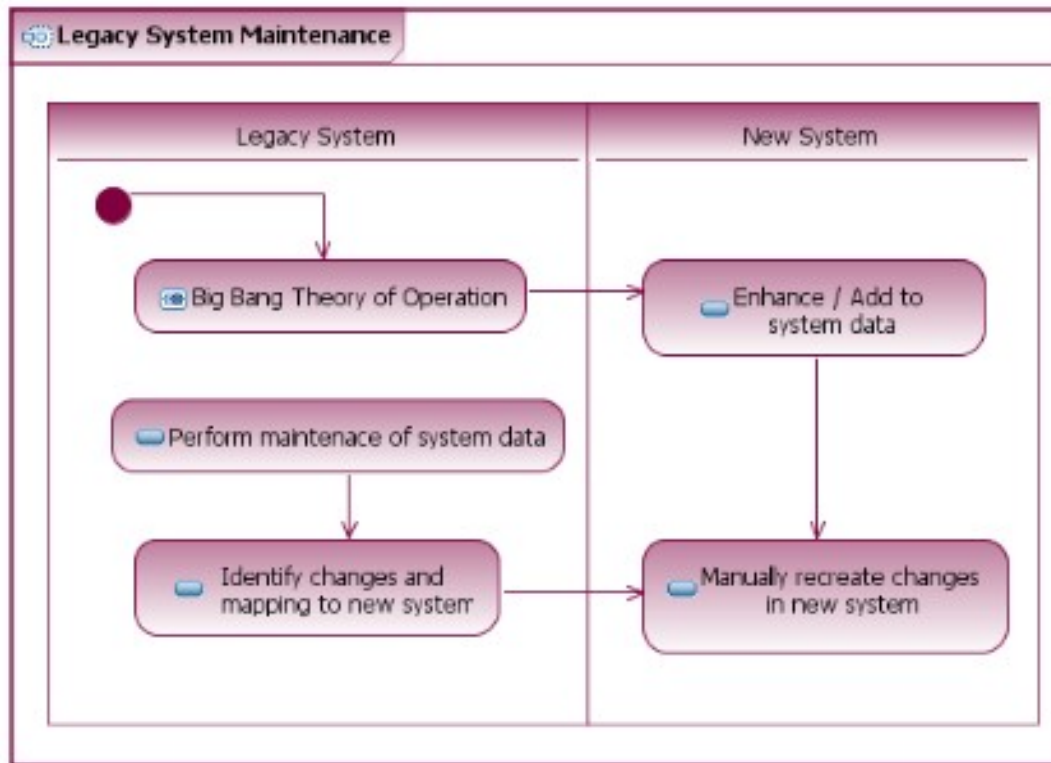 Legacy System Maintenance
Legacy System
New System
Big Bang Theory of Operation
Enhance / Add to
system data
Perform maintenace of system data
Identify changes and
mapping to new system
Manually recreate changes
in new system